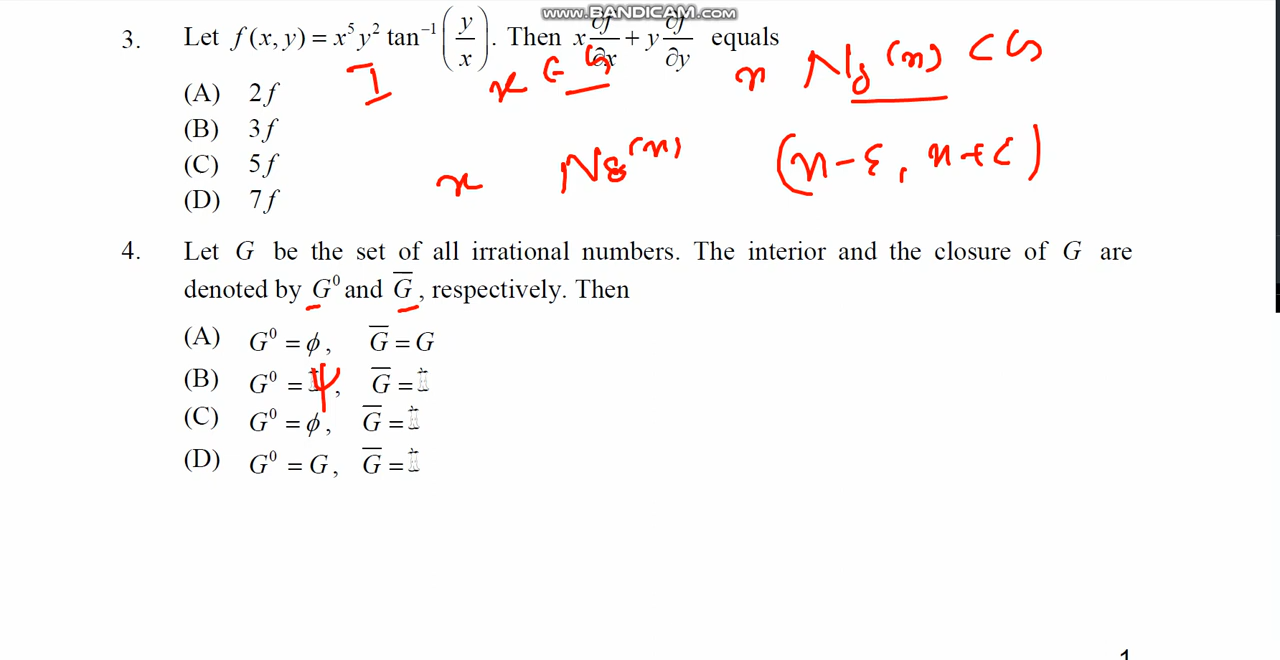 www.BANDICAM.com
3. Let f(x, y) = x⁵y² tan⁻¹(y/x). Then x ∂f/∂x + y ∂f/∂y equals
I x ∈ G x Nδ(x) ⊂ G
(A) 2f
(B) 3f
(C) 5f
(D) 7f
x Nε(x) (x-ε, x+ε)
4. Let G be the set of all irrational numbers. The interior and the closure of G are
denoted by G⁰ and G̅, respectively. Then
(A) G⁰ = ϕ, G̅ = G
(B) G⁰ = , G̅ =
(C) G⁰ = ϕ, G̅ =
(D) G⁰ = G, G̅ =
1